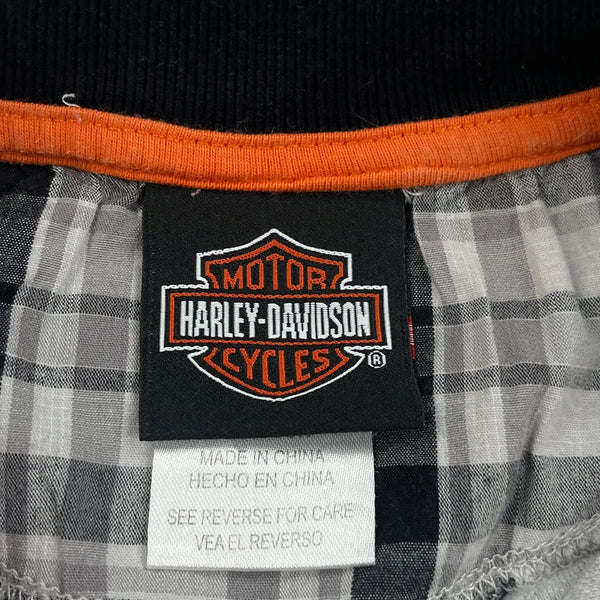 MOTOR
HARLEY-DAVIDSON
CYCLES
®
MADE IN CHINA
HECHO EN CHINA
SEE REVERSE FOR CARE
VEA EL REVERSO